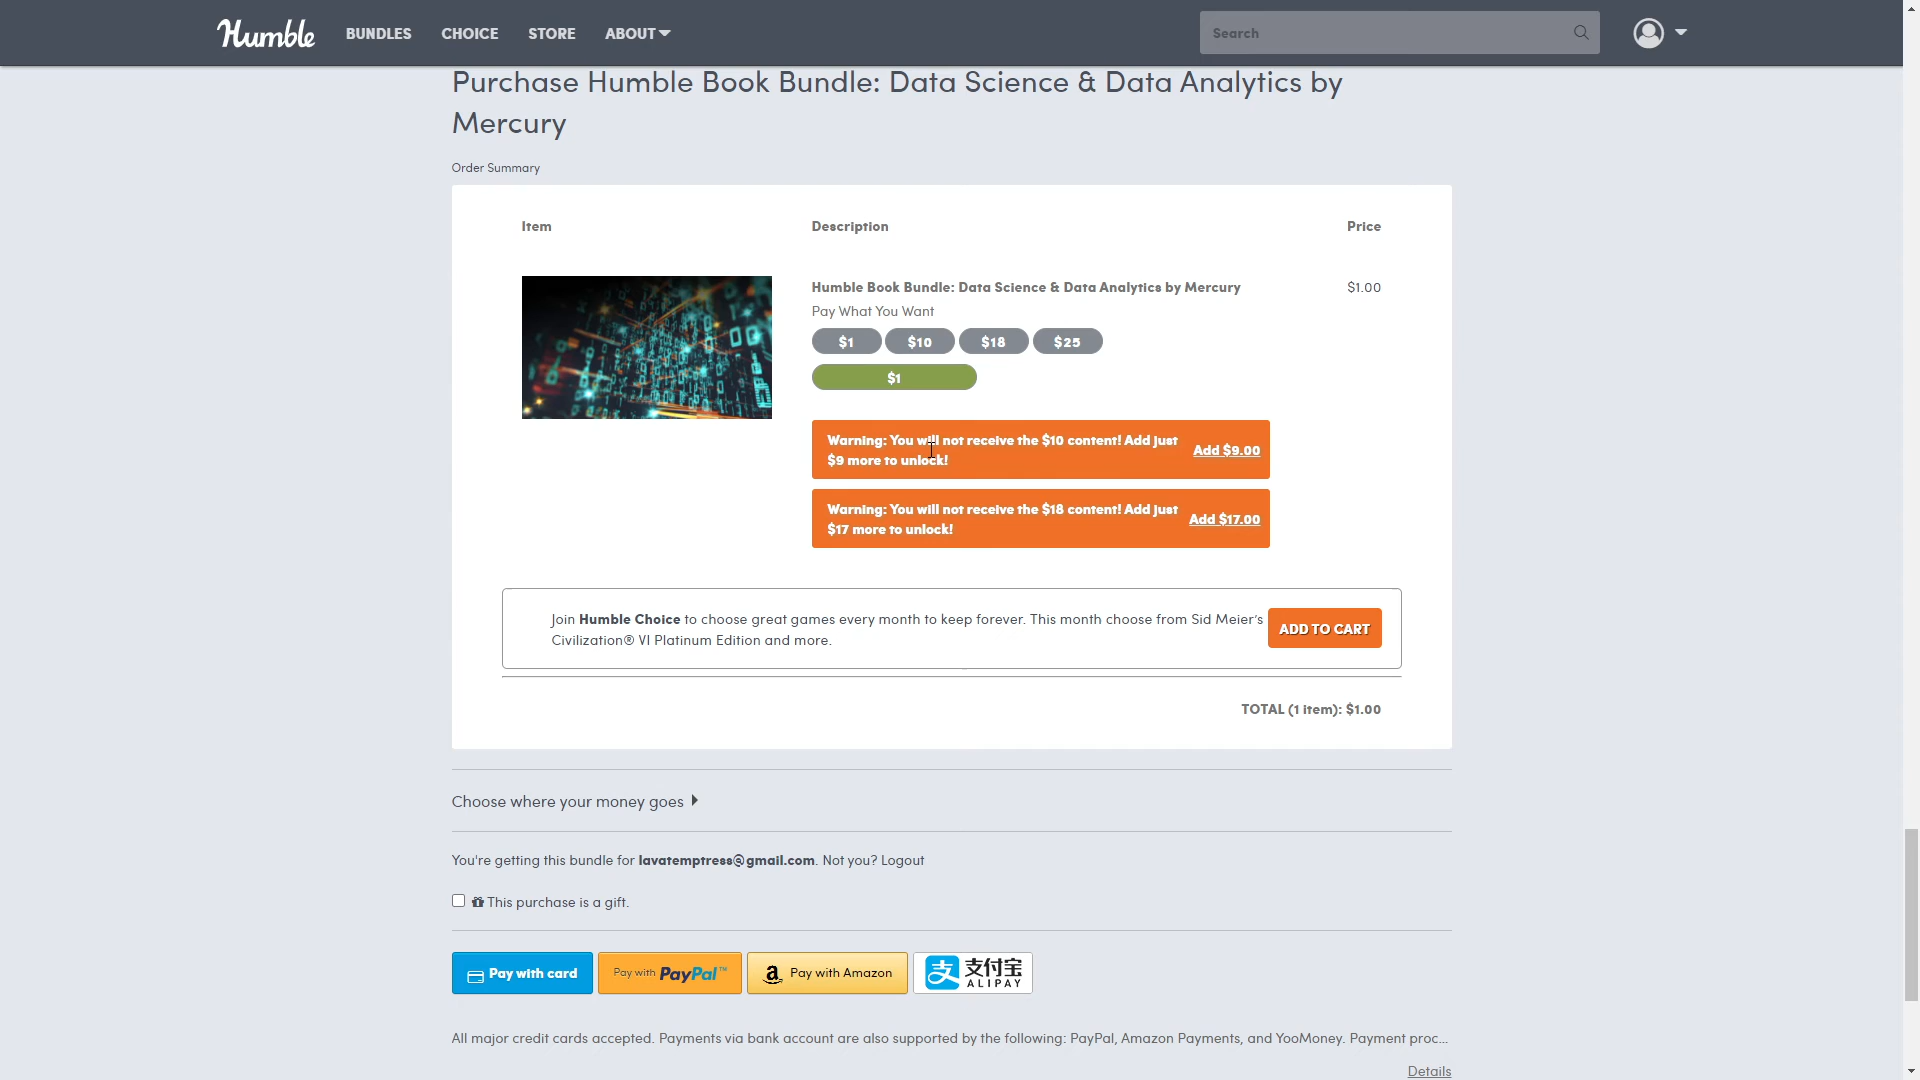 Humble BUNDLES CHOICE STORE ABOUT Search
Purchase Humble Book Bundle: Data Science & Data Analytics by
Mercury
Order Summary
Item Description Price
Humble Book Bundle: Data Science & Data Analytics by Mercury $1.00
Pay What You Want
$1 $10 $18 $25
$1
Warning: You will not receive the $10 content! Add just
$9 more to unlock!
Add $9.00
Warning: You will not receive the $18 content! Add just
$17 more to unlock!
Add $17.00
Join Humble Choice to choose great games every month to keep forever. This month choose from Sid Meier's
Civilization® VI Platinum Edition and more.
ADD TO CART
TOTAL (1 item): $1.00
Choose where your money goes
You're getting this bundle for lavatemptress@gmail.com. Not you? Logout
This purchase is a gift.
Pay with card Pay with PayPal™ Pay with Amazon 支付宝
ALIPAY
All major credit cards accepted. Payments via bank account are also supported by the following: PayPal, Amazon Payments, and YooMoney. Payment proc...
Details